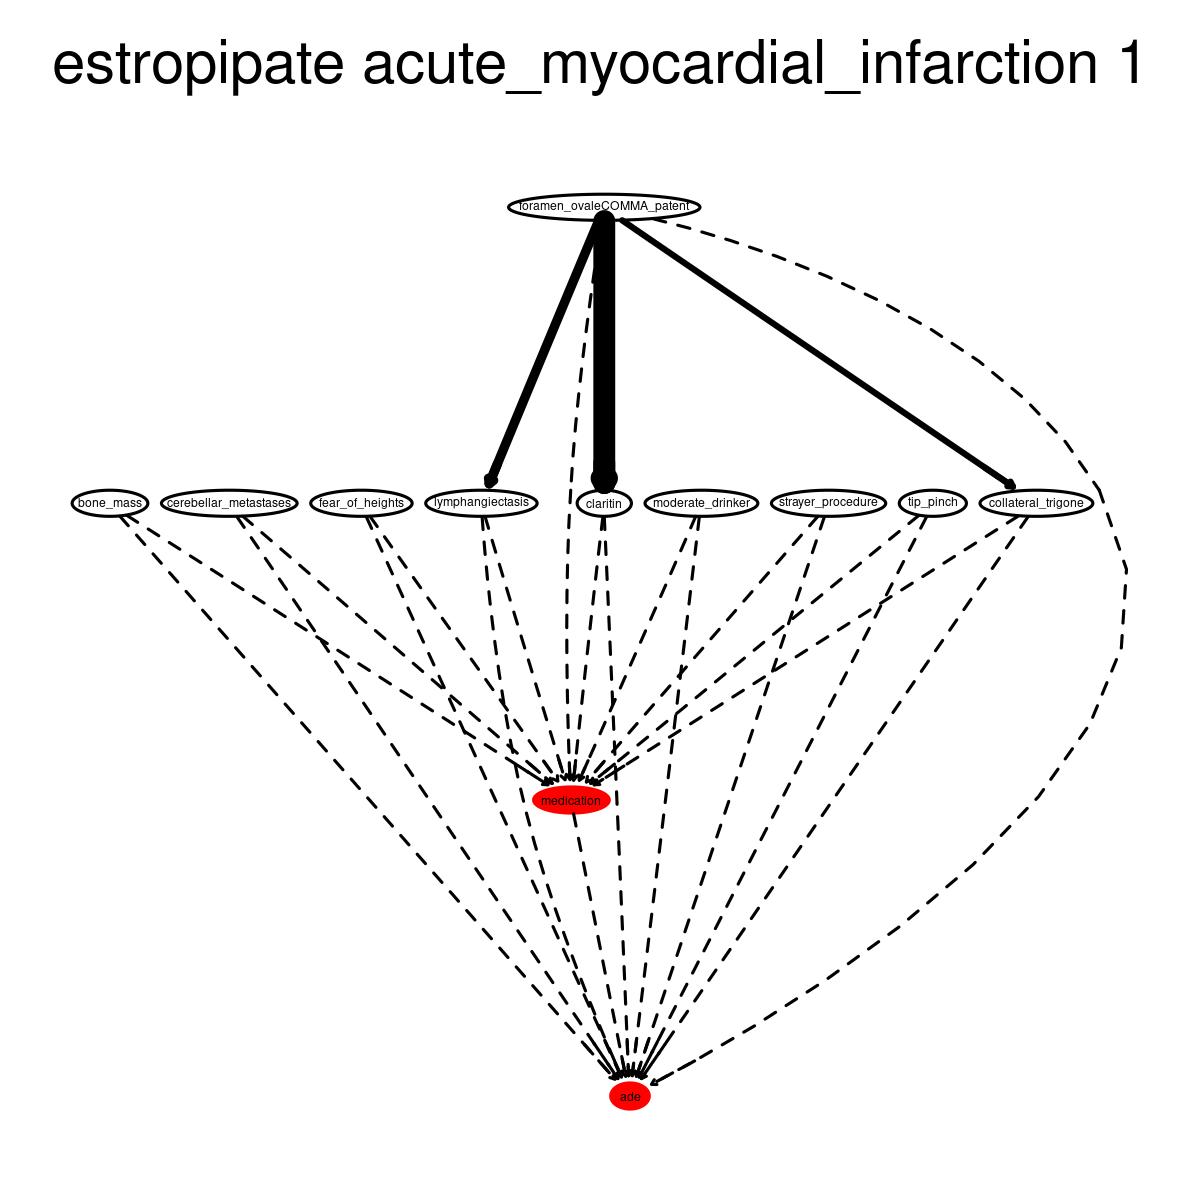 estropipate acute_myocardial_infarction 1
foramen_ovaleCOMMA_patent
bone_mass cerebellar_metastases fear_of_heights lymphangiectasis claritin moderate_drinker strayer_procedure tip_pinch collateral_trigone
medication
ade